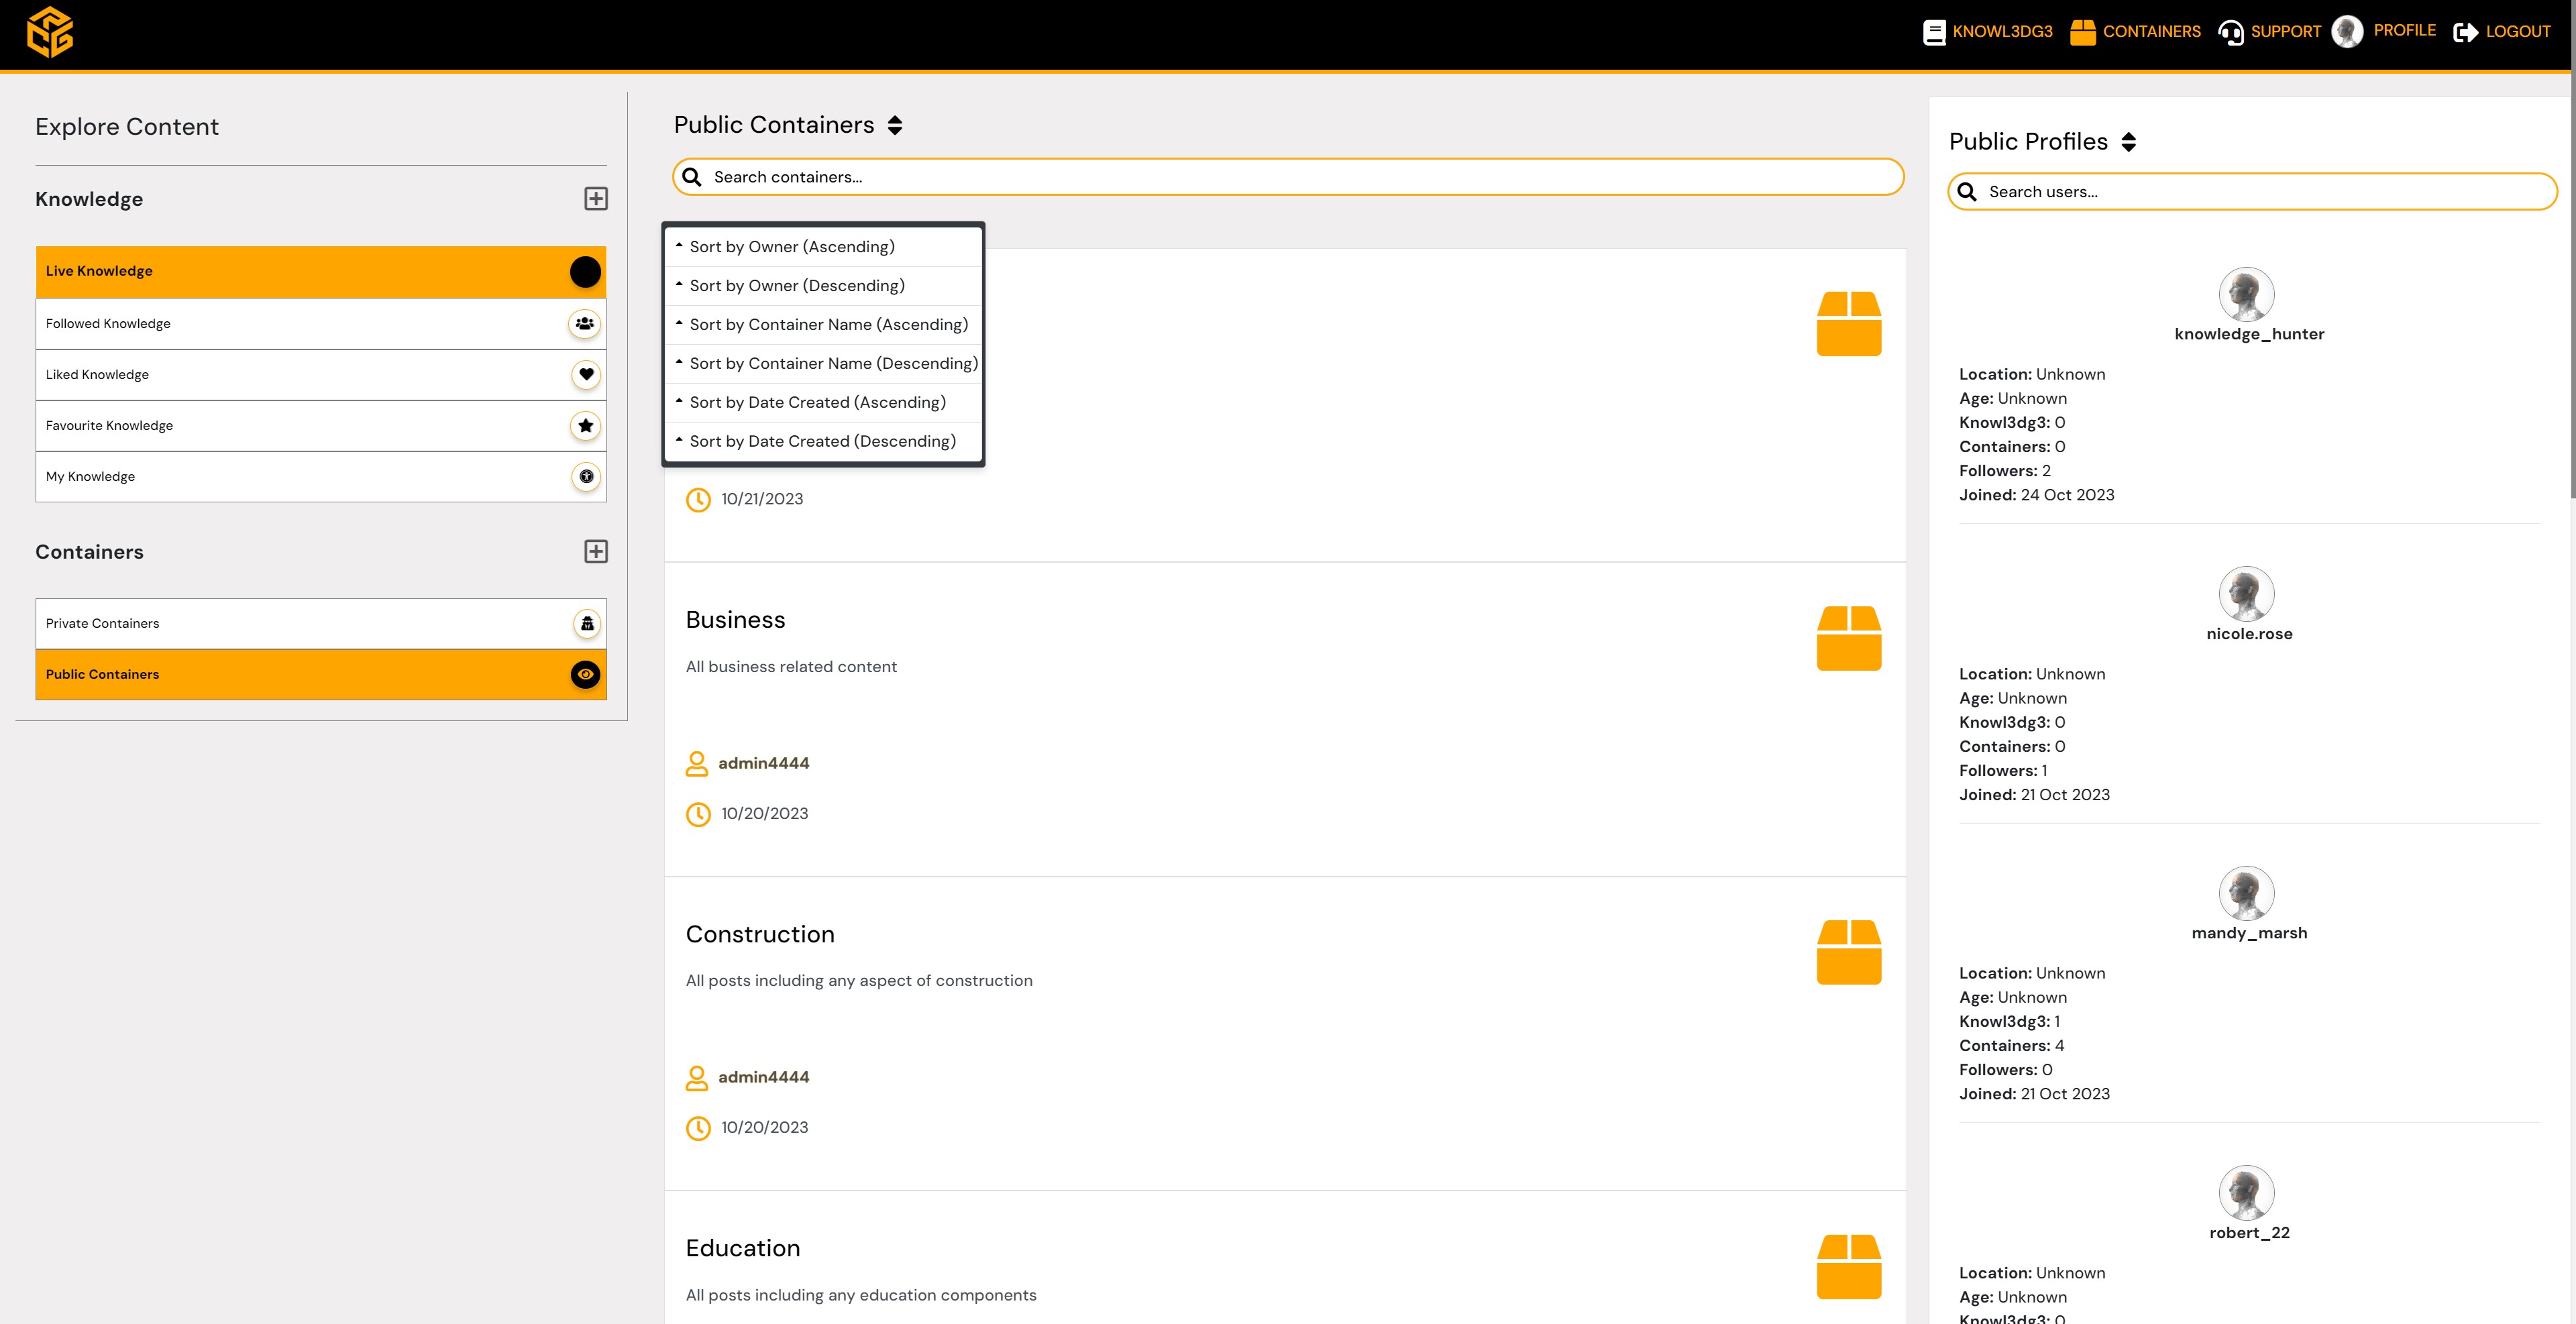 KNOWL3DG3 CONTAINERS SUPPORT PROFILE LOGOUT
Explore Content
Knowledge
Live Knowledge
Followed Knowledge
Liked Knowledge
Favourite Knowledge
My Knowledge
Containers
Private Containers
Public Containers
Public Containers
Search containers...
Sort by Owner (Ascending)
Sort by Owner (Descending)
Sort by Container Name (Ascending)
Sort by Container Name (Descending)
Sort by Date Created (Ascending)
Sort by Date Created (Descending)
10/21/2023
Business
All business related content
admin4444
10/20/2023
Construction
All posts including any aspect of construction
admin4444
10/20/2023
Education
All posts including any education components
Public Profiles
Search users...
knowledge_hunter
Location: Unknown
Age: Unknown
Knowl3dg3: 0
Containers: 0
Followers: 2
Joined: 24 Oct 2023
nicole.rose
Location: Unknown
Age: Unknown
Knowl3dg3: 0
Containers: 0
Followers: 1
Joined: 21 Oct 2023
mandy_marsh
Location: Unknown
Age: Unknown
Knowl3dg3: 1
Containers: 4
Followers: 0
Joined: 21 Oct 2023
robert_22
Location: Unknown
Age: Unknown
Knowl3dg3: 0